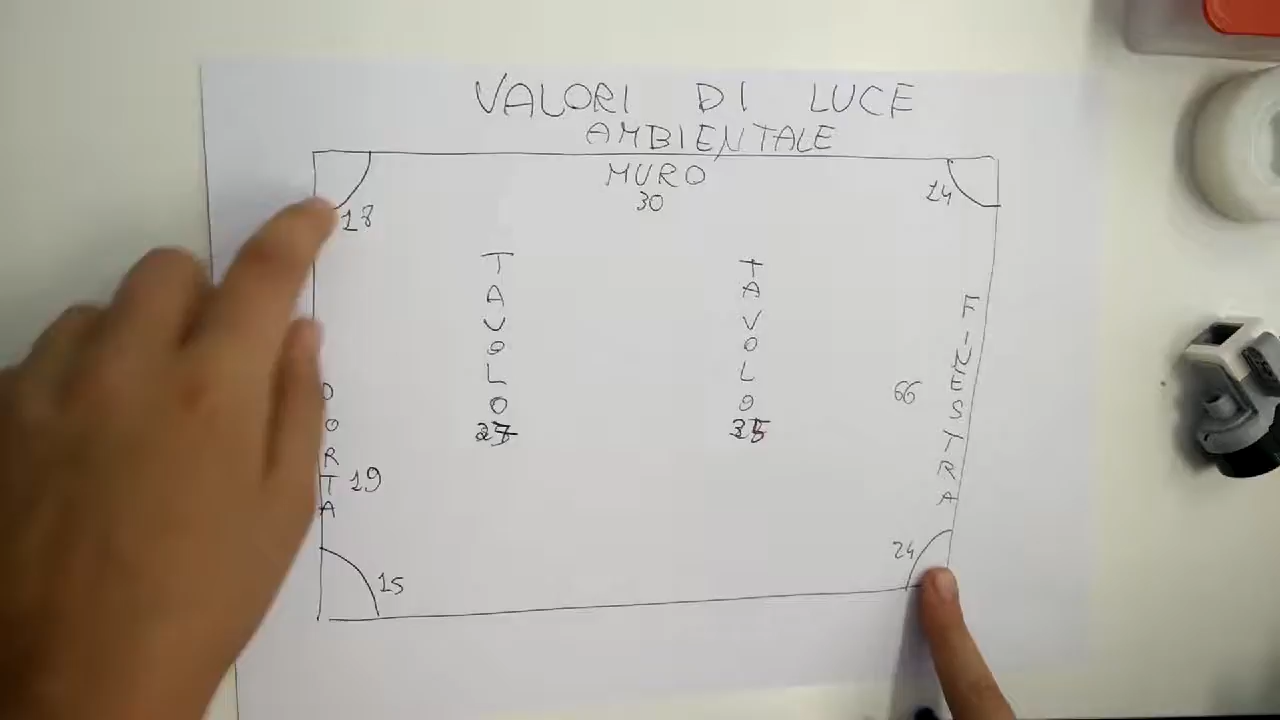 VALORI DI LUCE
AMBIENTALE
MURO
30
18
24
TAVOLO
TAVOLO
FINESTRA
66
PORTA
19
24
15